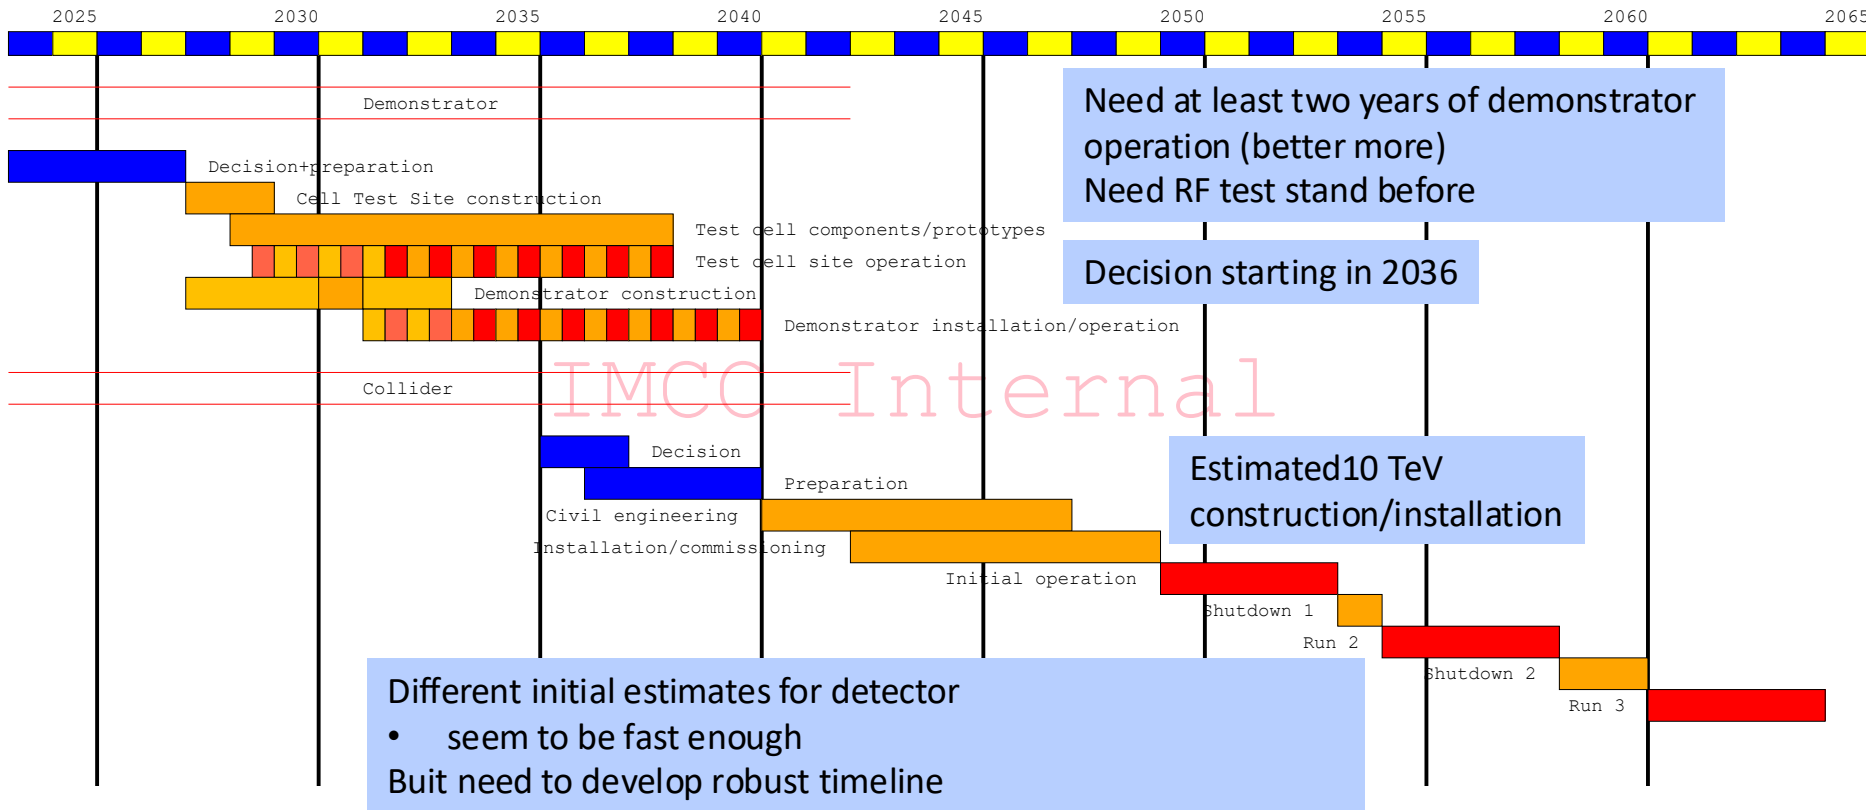 2025 2030 2035 2040 2045 2050 2055 2060 2065
Demonstrator
Need at least two years of demonstrator
operation (better more)
Need RF test stand before
Decision+preparation
Cell Test Site construction
Test cell components/prototypes
Test cell site operation
Decision starting in 2036
Demonstrator construction
Demonstrator installation/operation
IMCC Internal
Collider
Decision
Preparation
Estimated10 TeV
construction/installation
Civil engineering
Installation/commissioning
Initial operation
Shutdown 1
Run 2
Shutdown 2
Run 3
Different initial estimates for detector
• seem to be fast enough
Buit need to develop robust timeline